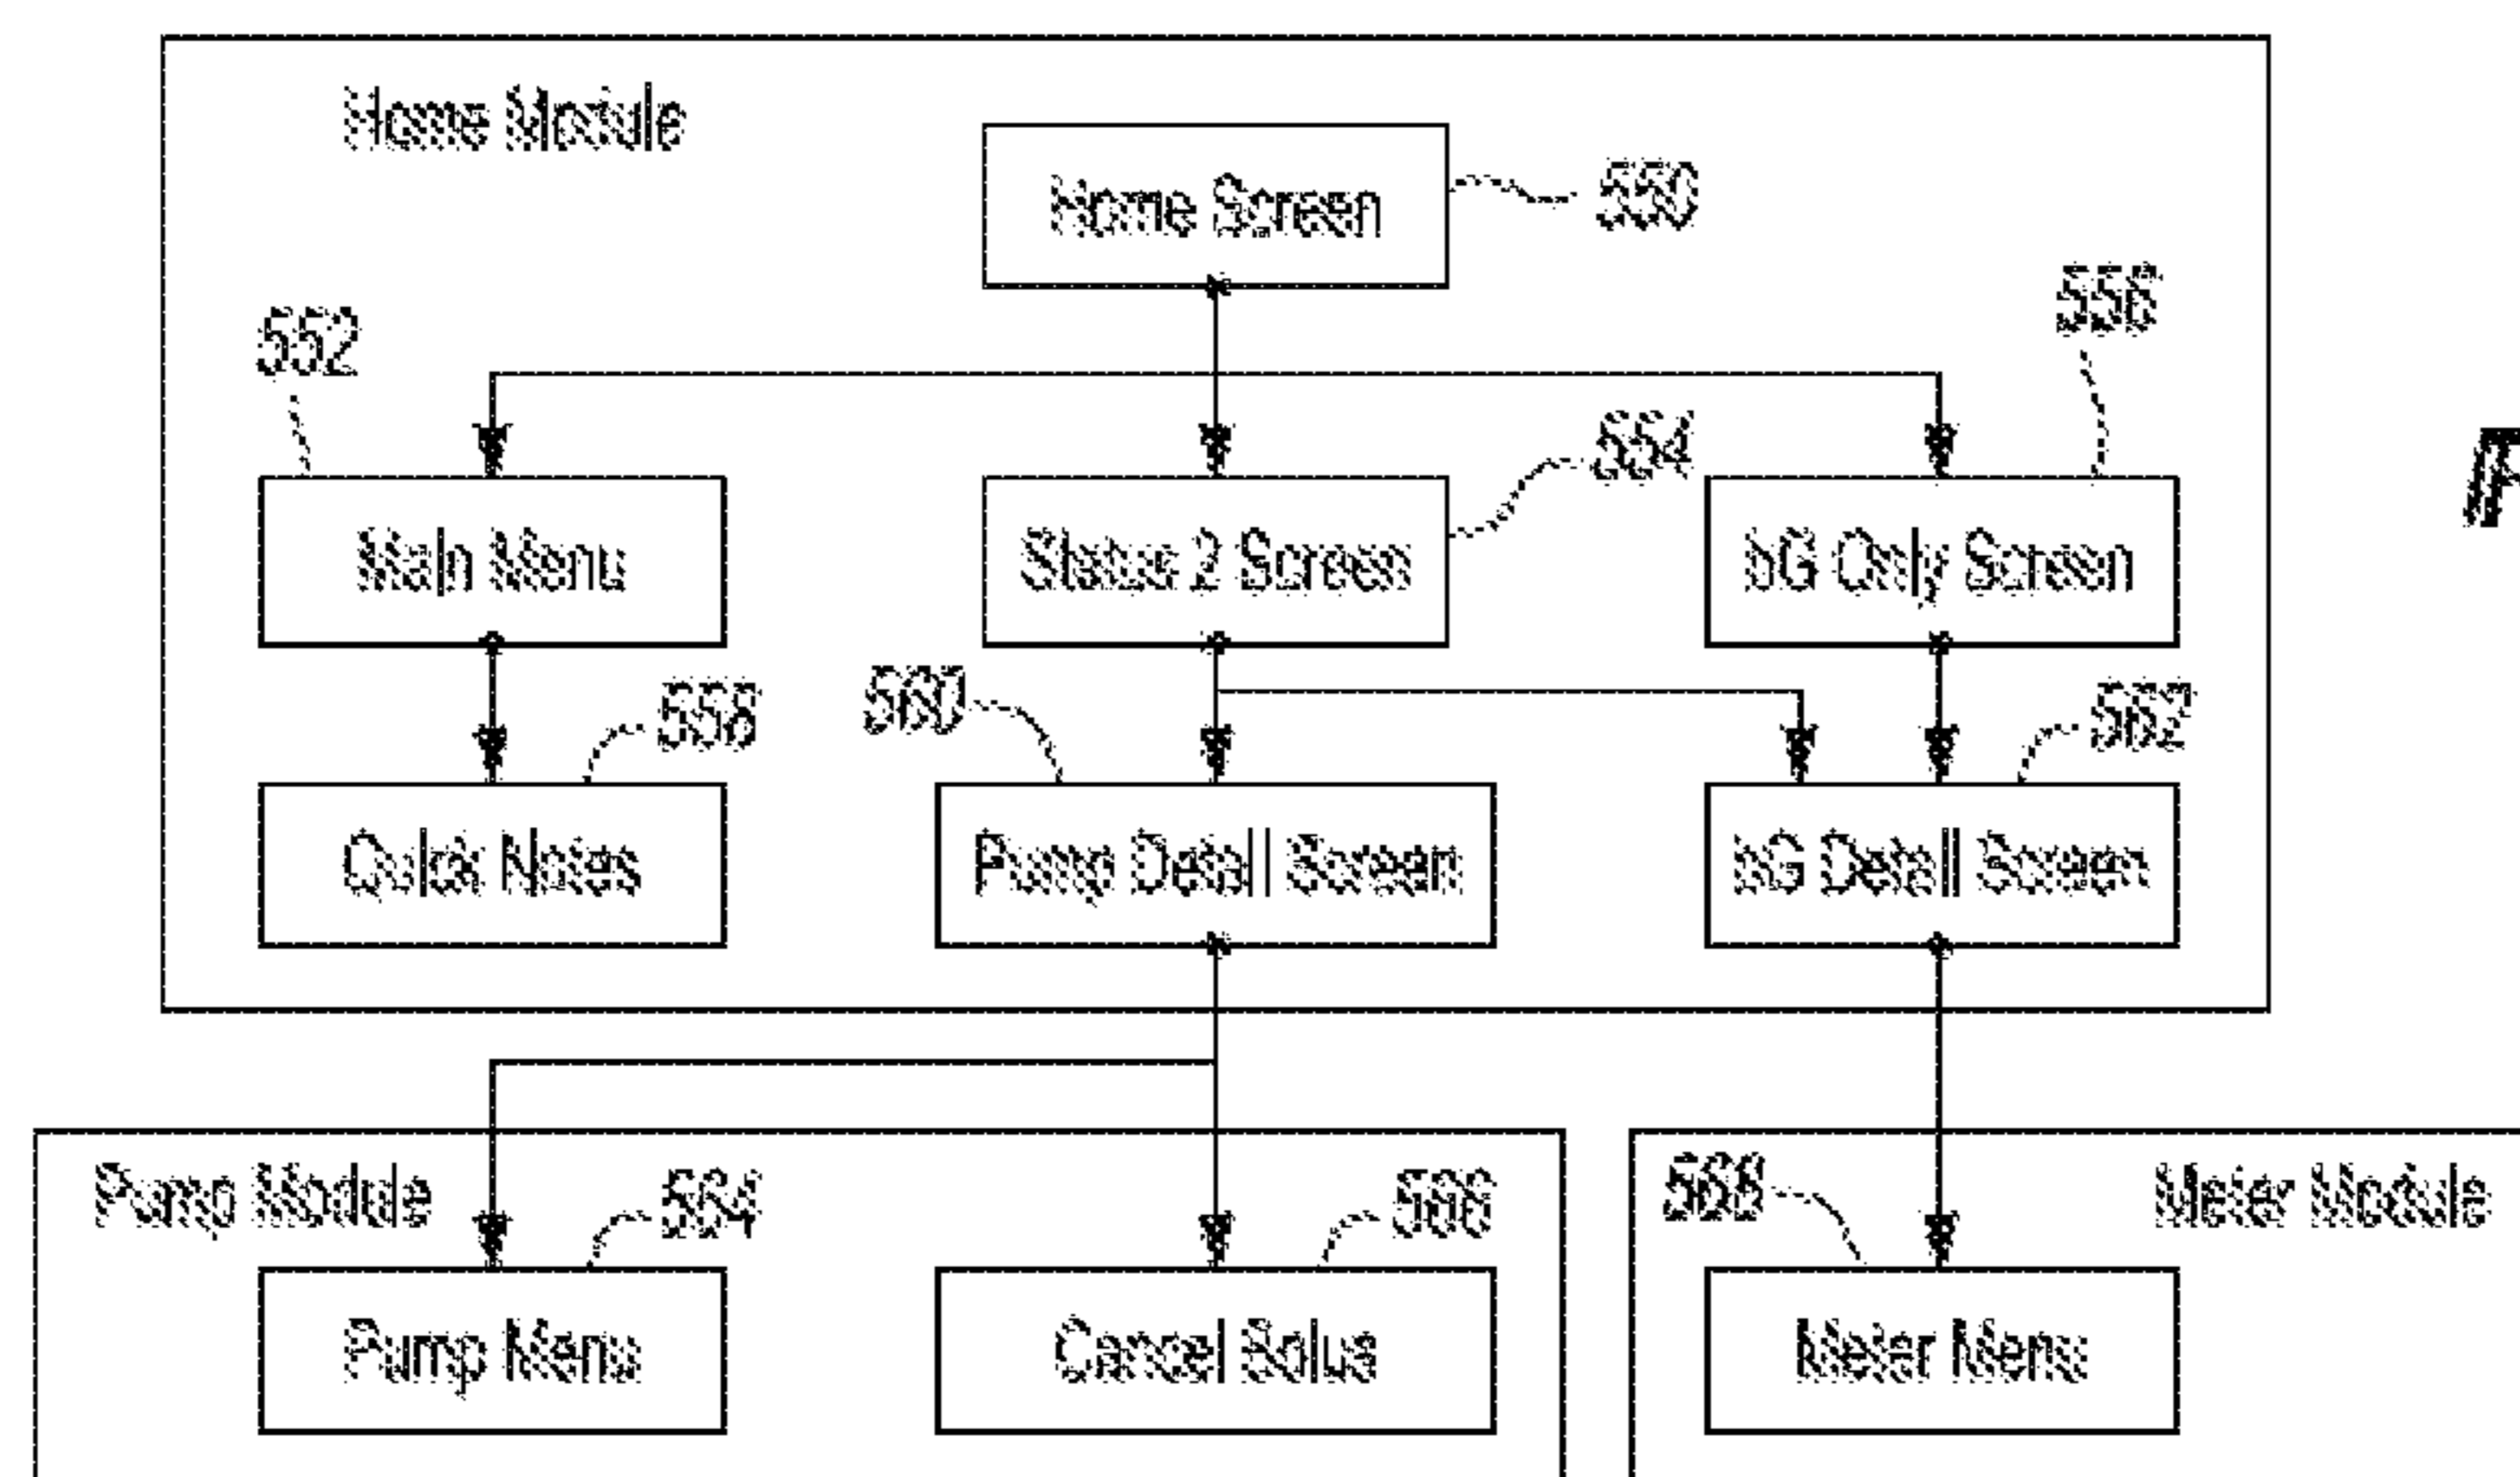 Home Module
Home Screen
550
552
556
554
Main Menu
Status 2 Screen
bG Only Screen
558
560
562
Quick Notes
Pump Detail Screen
bG Detail Screen
Pump Module
564
566
568
Meter Module
Pump Menu
Cancel Bolus
Meter Menu